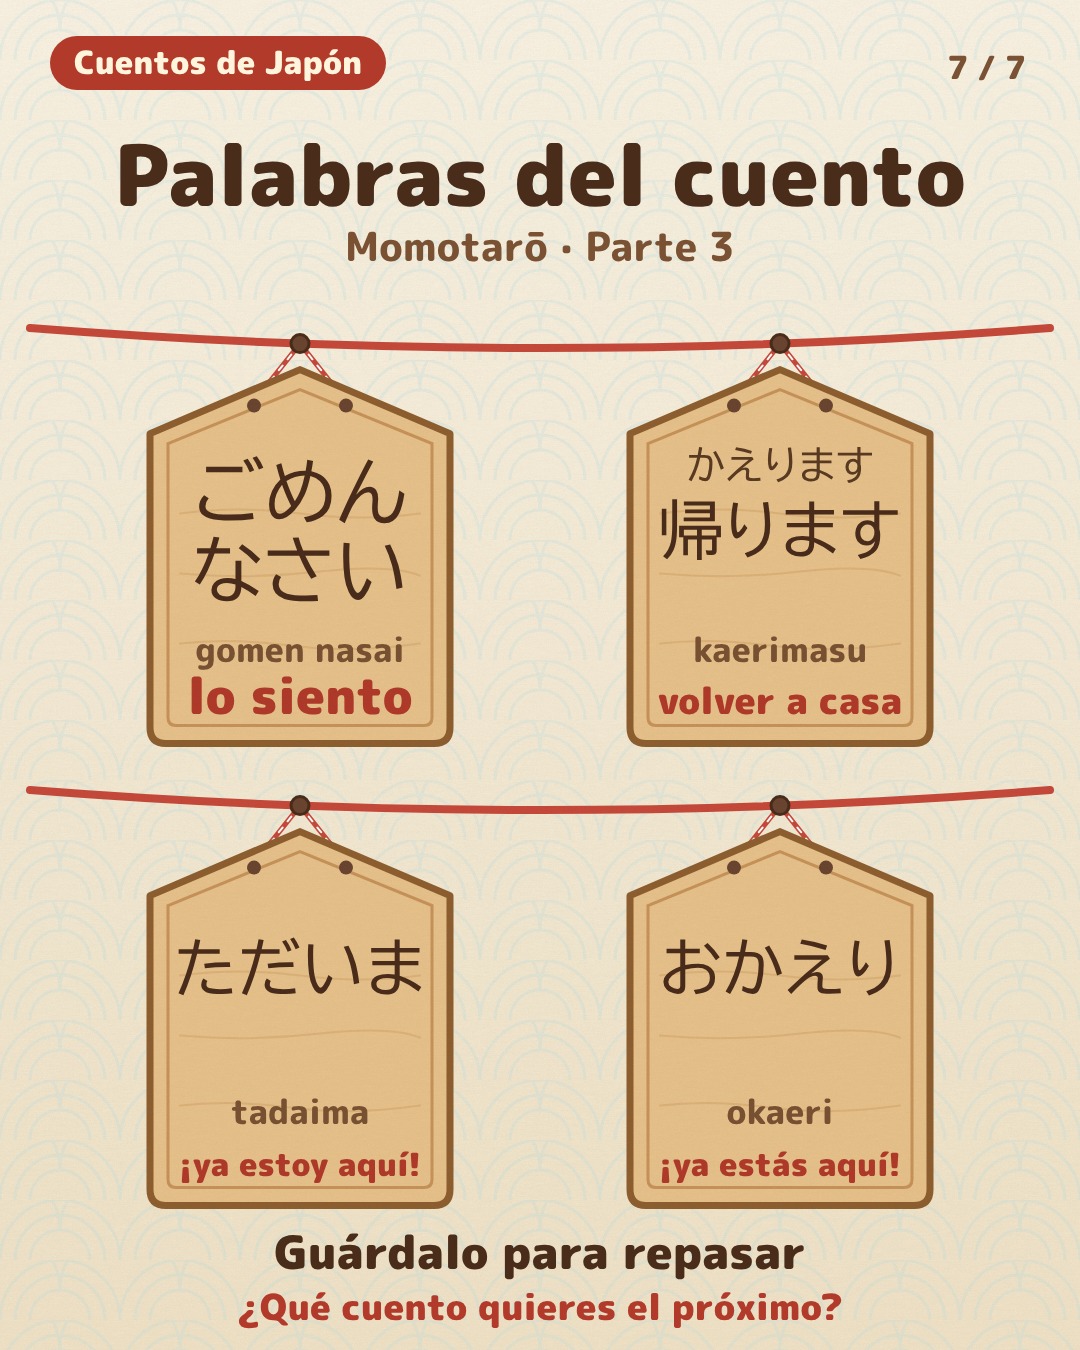 Cuentos de Japón
7 / 7
Palabras del cuento
Momotarō · Parte 3
ごめん
なさい
gomen nasai
lo siento
かえります
帰ります
kaerimasu
volver a casa
ただいま
tadaima
¡ya estoy aquí!
おかえり
okaeri
¡ya estás aquí!
Guárdalo para repasar
¿Qué cuento quieres el próximo?